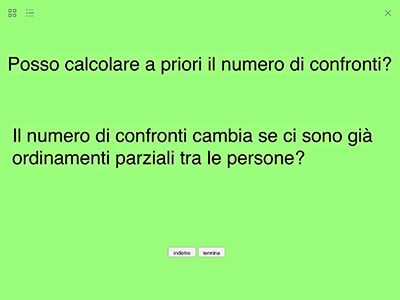 Posso calcolare a priori il numero di confronti?
Il numero di confronti cambia se ci sono già
ordinamenti parziali tra le persone?
indietro termina